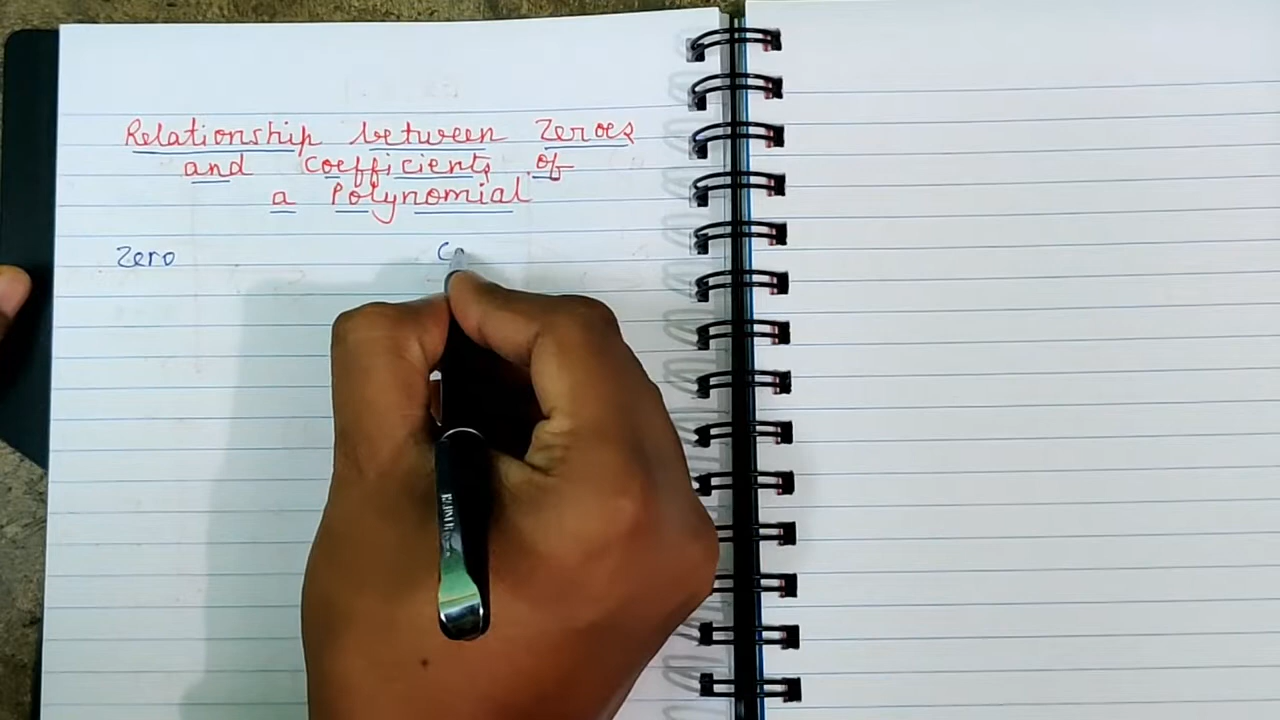 Relationship between Zeroes
and Coefficients of
a Polynomial
Zero